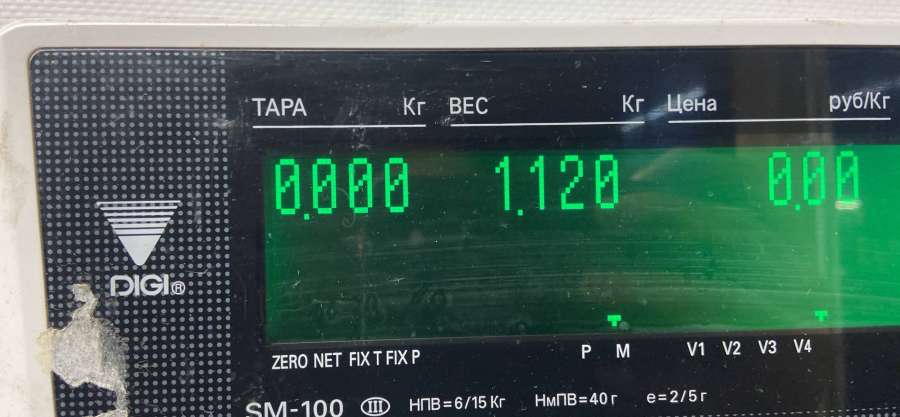 ТАРА Кг ВЕС Кг Цена руб/Кг
0.000 1.120 0.00
DIGI®
ZERO NET FIX T FIX P P M V1 V2 V3 V4
SM-100 III НПВ=6/15 Кг НмПВ=40 г e=2/5 г